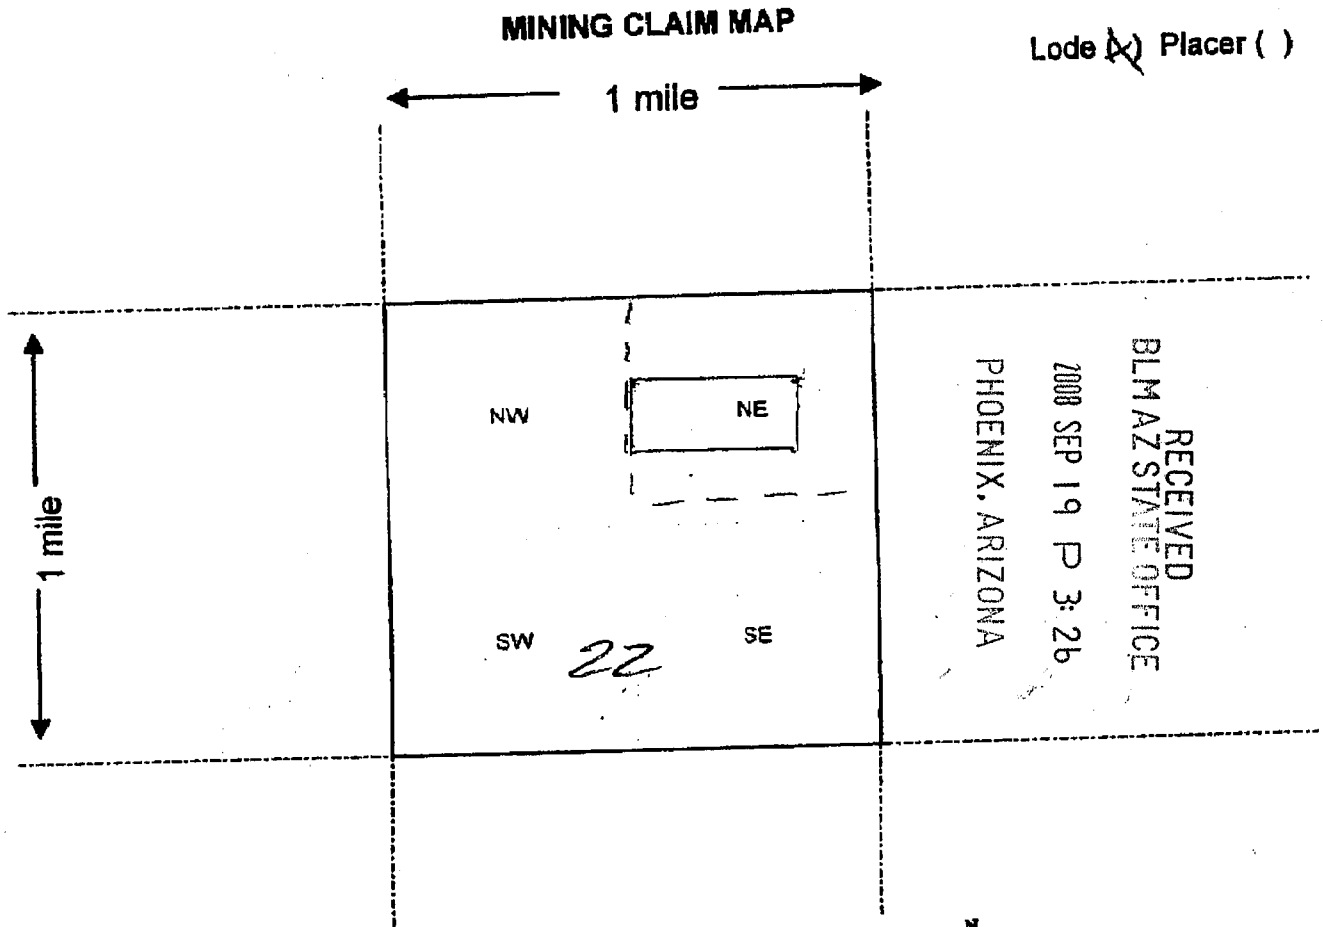 MINING CLAIM MAP
Lode (X) Placer ( )
1 mile
1 mile
NW
NE
SW
SE
22
RECEIVED
BLM AZ STATE OFFICE
2008 SEP 19 P 3:26
PHOENIX, ARIZONA
N